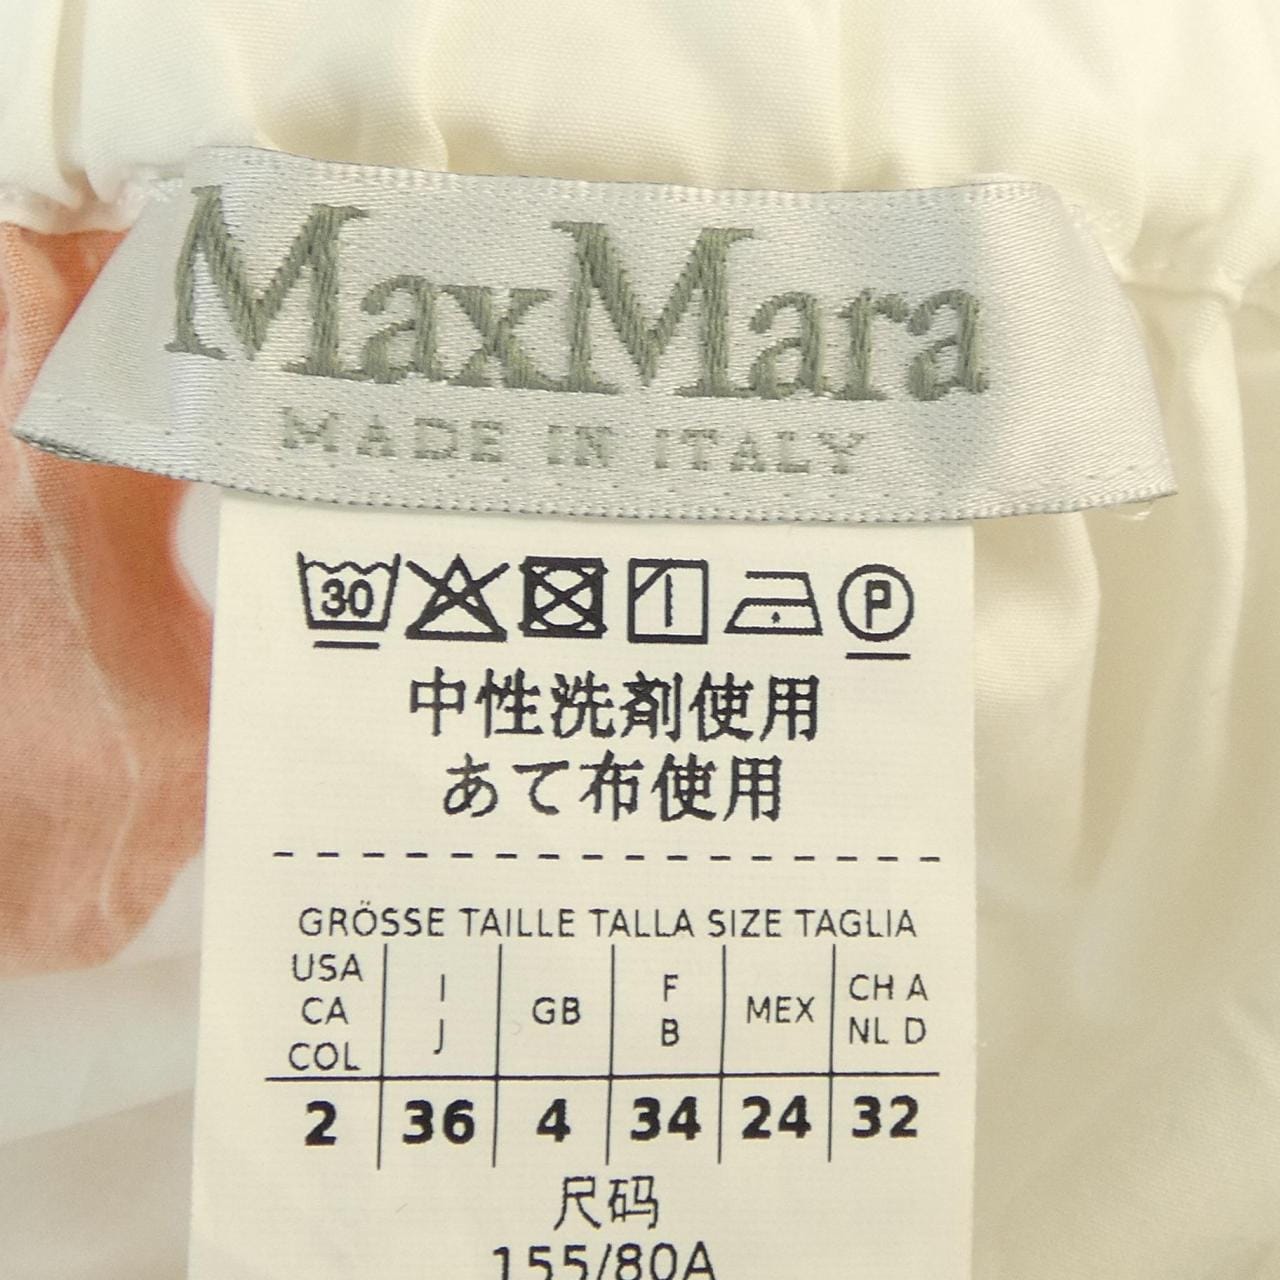 MaxMara
MADE IN ITALY
30 P
中性洗剤使用
あて布使用
GRÖSSE TAILLE TALLA SIZE TAGLIA
USA CA COL I J GB F B MEX CH A NL D
2 36 4 34 24 32
尺码
155/80A